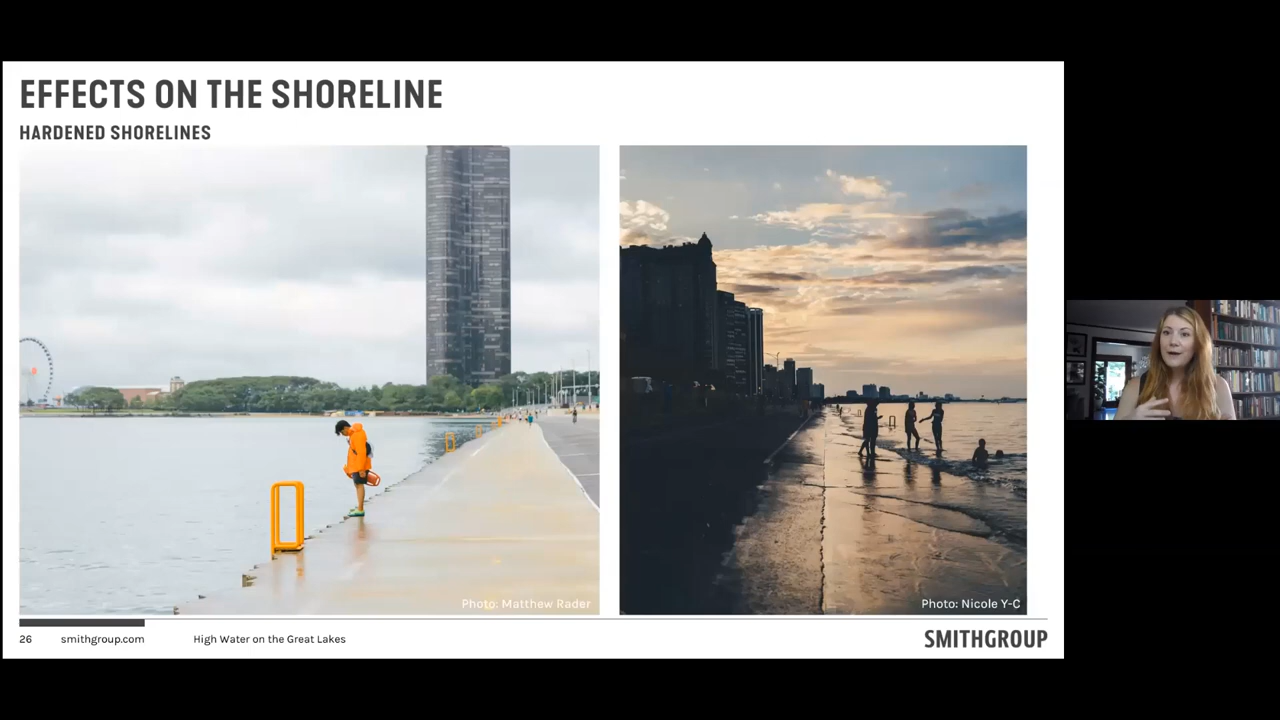 EFFECTS ON THE SHORELINE
HARDENED SHORELINES
Photo: Matthew Rader
Photo: Nicole Y-C
26
smithgroup.com
High Water on the Great Lakes
SMITHGROUP